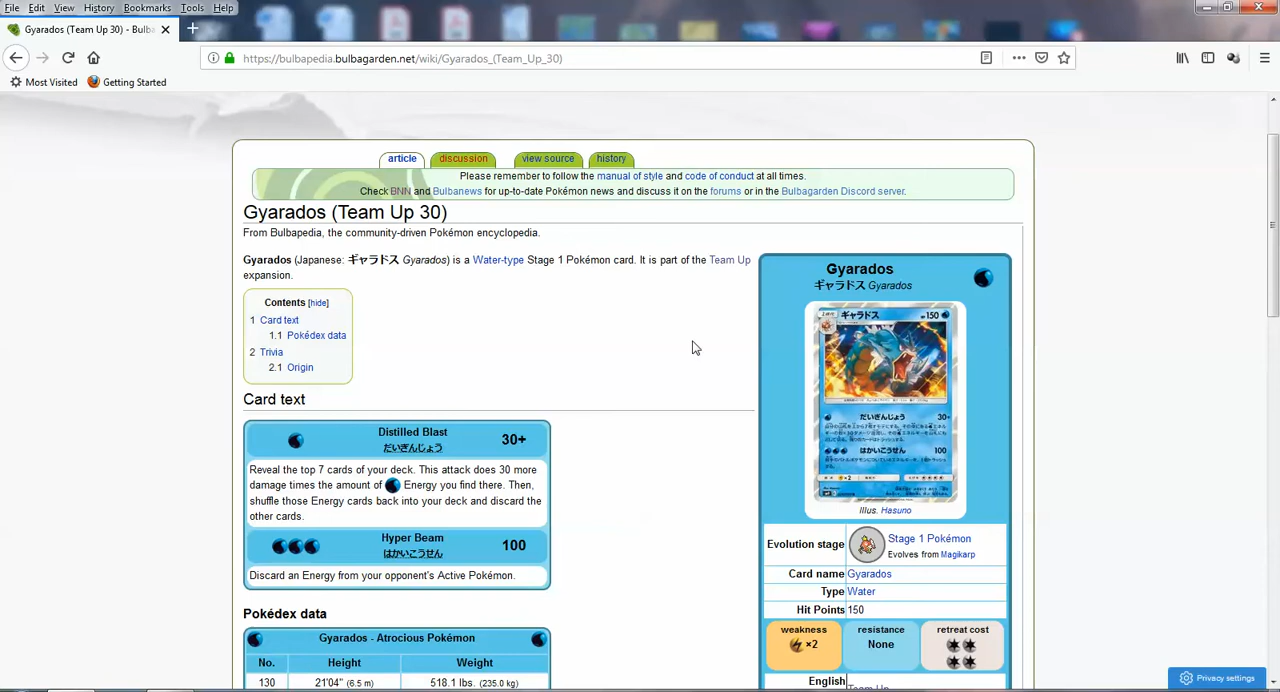 File Edit View History Bookmarks Tools Help
Gyarados (Team Up 30) - Bulba
https://bulbapedia.bulbagarden.net/wiki/Gyarados_(Team_Up_30)
Most Visited Getting Started
article discussion view source history
Please remember to follow the manual of style and code of conduct at all times.
Check BNN and Bulbanews for up-to-date Pokémon news and discuss it on the forums or in the Bulbagarden Discord server.
Gyarados (Team Up 30)
From Bulbapedia, the community-driven Pokémon encyclopedia.
Gyarados (Japanese: ギャラドス Gyarados) is a Water-type Stage 1 Pokémon card. It is part of the Team Up
expansion.
Contents [hide]
1 Card text
1.1 Pokédex data
2 Trivia
2.1 Origin
Card text
Distilled Blast
だいぎんじょう
30+
Reveal the top 7 cards of your deck. This attack does 30 more
damage times the amount of Energy you find there. Then,
shuffle those Energy cards back into your deck and discard the
other cards.
Hyper Beam
はかいこうせん
100
Discard an Energy from your opponent's Active Pokémon.
Pokédex data
Gyarados - Atrocious Pokémon
No. Height Weight
130 21'04" (6.5 m) 518.1 lbs. (235.0 kg)
Gyarados
ギャラドス Gyarados
ギャラドス 150
だいぎんじょう 30+
はかいこうせん 100
Illus. Hasuno
Evolution stage Stage 1 Pokémon
Evolves from Magikarp
Card name Gyarados
Type Water
Hit Points 150
weakness resistance retreat cost
×2 None
English Team Up
Privacy settings